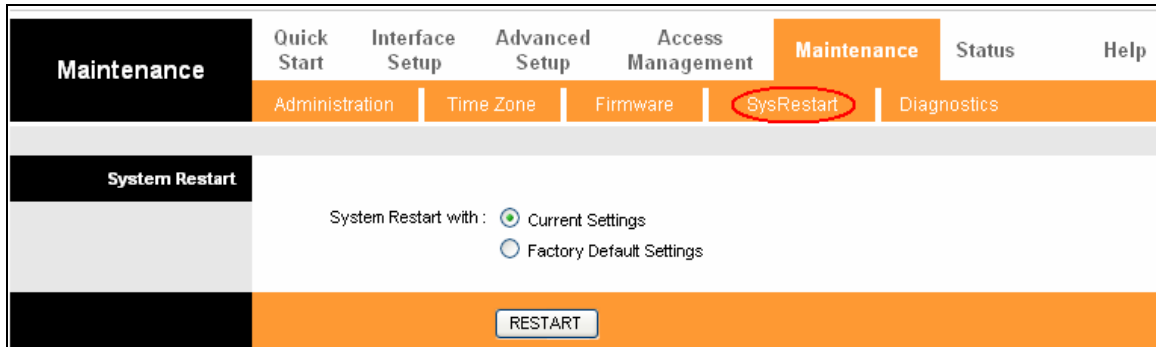 Maintenance
Quick Start
Interface Setup
Advanced Setup
Access Management
Maintenance
Status
Help
Administration
Time Zone
Firmware
SysRestart
Diagnostics
System Restart
System Restart with : Current Settings
Factory Default Settings
RESTART